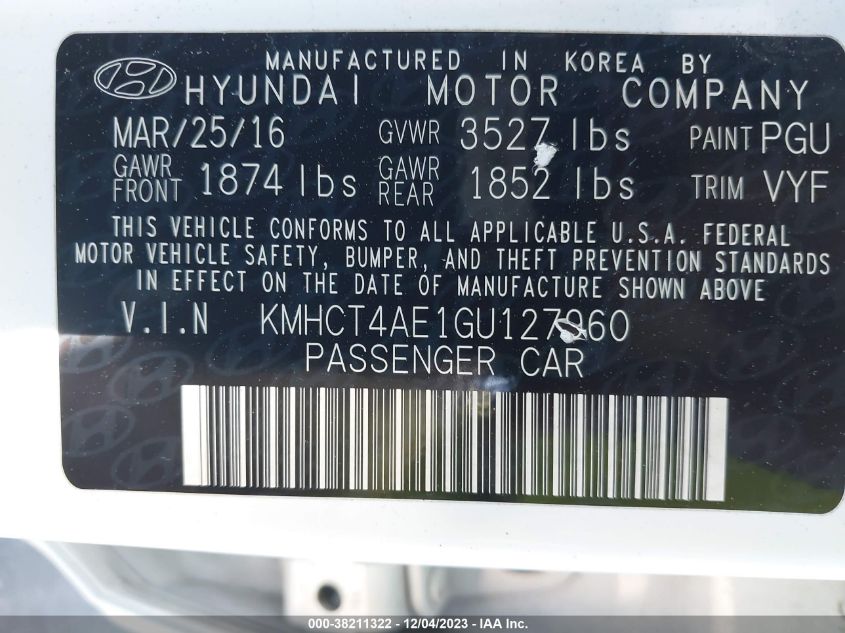 MANUFACTURED IN KOREA BY
HYUNDAI MOTOR COMPANY
MAR/25/16 GVWR 3527 lbs PAINT PGU
GAWR FRONT 1874 lbs GAWR REAR 1852 lbs TRIM VYF
THIS VEHICLE CONFORMS TO ALL APPLICABLE U.S.A. FEDERAL
MOTOR VEHICLE SAFETY, BUMPER, AND THEFT PREVENTION STANDARDS
IN EFFECT ON THE DATE OF MANUFACTURE SHOWN ABOVE
V.I.N KMHCT4AE1GU127960
PASSENGER CAR
000-38211322 - 12/04/2023 - IAA Inc.